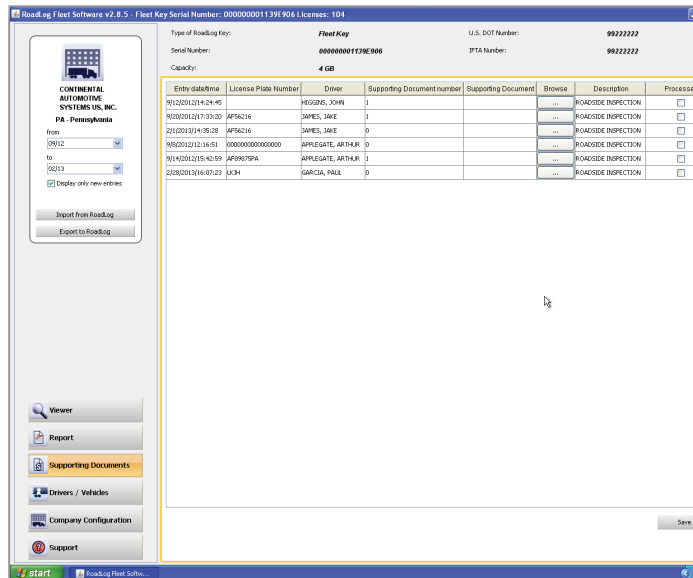 RoadLog Fleet Software v2.8.5 - Fleet Key Serial Number: 000000001139E906 Licenses: 104
Type of RoadLog Key: Fleet Key U.S. DOT Number: 99222222
Serial Number: 000000001139E906 IFTA Number: 99222222
Capacity: 4 GB
CONTINENTAL
AUTOMOTIVE
SYSTEMS US, INC.
PA - Pennsylvania
from
09/12
to
02/13
Display only new entries
Import from RoadLog
Export to RoadLog
Entry date/time License Plate Number Driver Supporting Document number Supporting Document Browse Description Processe
9/12/2012/14:24:45 HIGGINS, JOHN 1 ... ROADSIDE INSPECTION
9/20/2012/17:33:20 AF56216 JAMES, JAKE 1 ... ROADSIDE INSPECTION
2/1/2013/14:35:28 AF56216 JAMES, JAKE 0 ... ROADSIDE INSPECTION
9/8/2012/12:16:51 0000000000000000 APPLEGATE, ARTHUR 0 ... ROADSIDE INSPECTION
9/14/2012/15:42:59 AF89875PA APPLEGATE, ARTHUR 1 ... ROADSIDE INSPECTION
2/28/2013/16:07:23 LKJH GARCIA, PAUL 0 ... ROADSIDE INSPECTION
Viewer
Report
Supporting Documents
Drivers / Vehicles
Company Configuration
Support
Save
start RoadLog Fleet Softw...